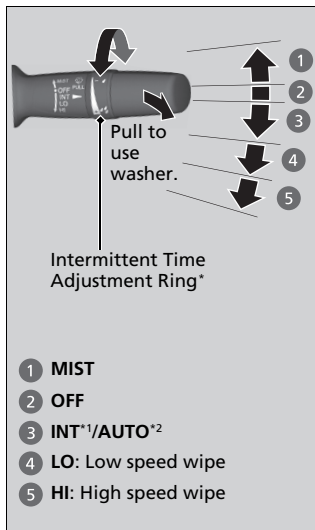 MIST
OFF
INT
LO
HI
PULL
1
2
3
4
5
Pull to
use
washer.
Intermittent Time
Adjustment Ring*
1 MIST
2 OFF
3 INT*1/AUTO*2
4 LO: Low speed wipe
5 HI: High speed wipe